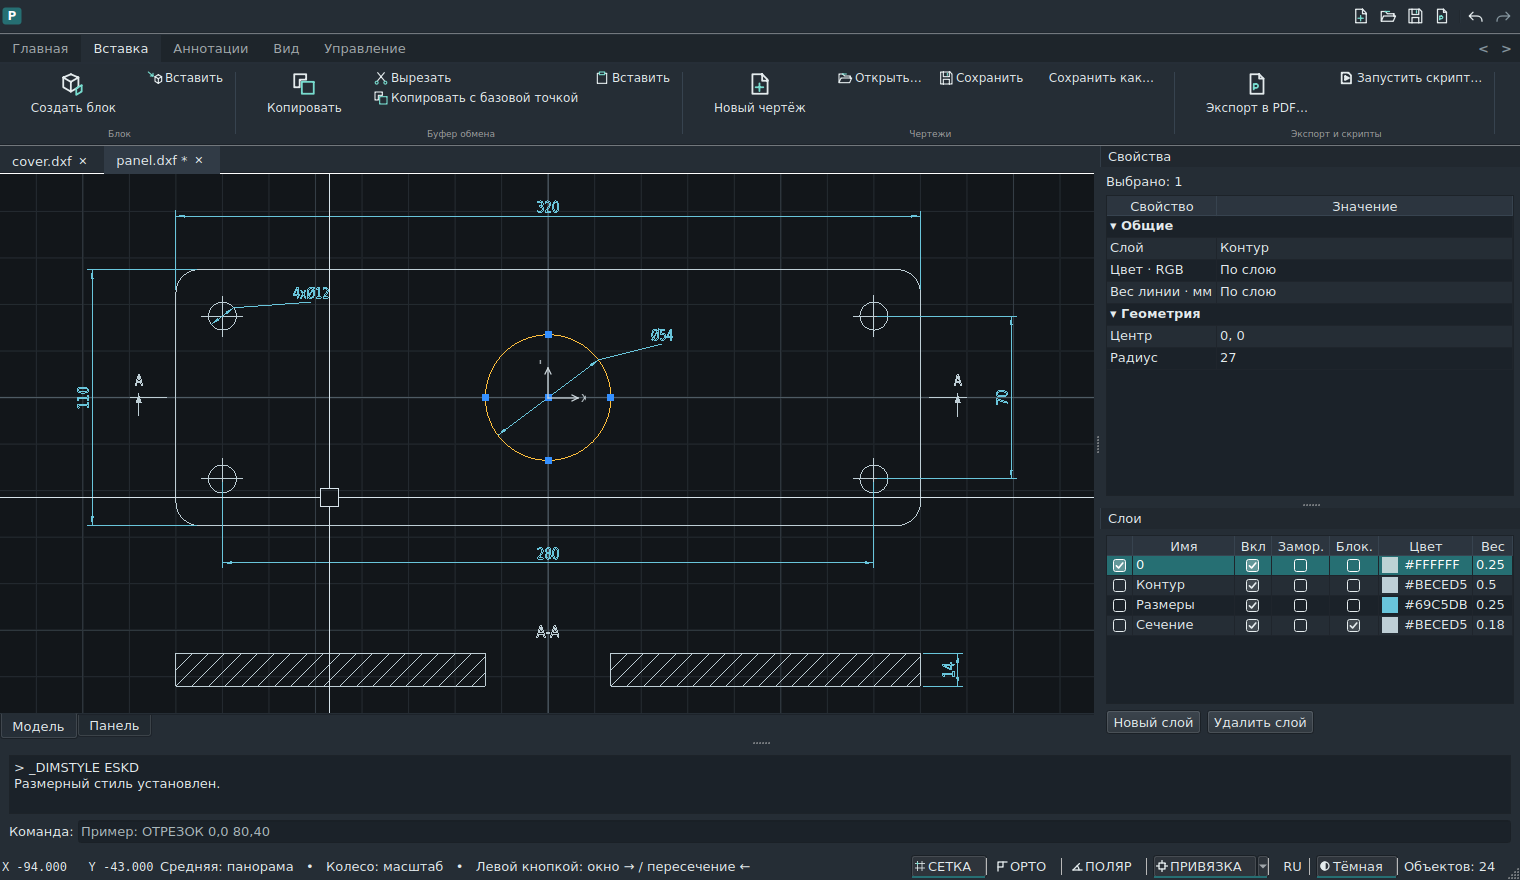 P
Главная Вставка Аннотации Вид Управление < >
Создать блок Вставить
Блок
Копировать Вырезать Вставить
Копировать с базовой точкой
Буфер обмена
Новый чертёж Открыть... Сохранить Сохранить как...
Чертежи
Экспорт в PDF... Запустить скрипт...
Экспорт и скрипты
cover.dxf × panel.dxf * ×
320
4xØ12
Ø54
110
A
A
70
X
280
A-A
14
Модель Панель
Свойства
Выбрано: 1
Свойство Значение
▾ Общие
Слой Контур
Цвет · RGB По слою
Вес линии · мм По слою
▾ Геометрия
Центр 0, 0
Радиус 27
Слои
Имя Вкл Замор. Блок. Цвет Вес
0 #FFFFFF 0.25
Контур #BECED5 0.5
Размеры #69C5DB 0.25
Сечение #BECED5 0.18
Новый слой Удалить слой
> _DIMSTYLE ESKD
Размерный стиль установлен.
Команда: Пример: ОТРЕЗОК 0,0 80,40
X -94.000 Y -43.000 Средняя: панорама • Колесо: масштаб • Левой кнопкой: окно → / пересечение ← СЕТКА ОРТО ПОЛЯР ПРИВЯЗКА RU Тёмная Объектов: 24